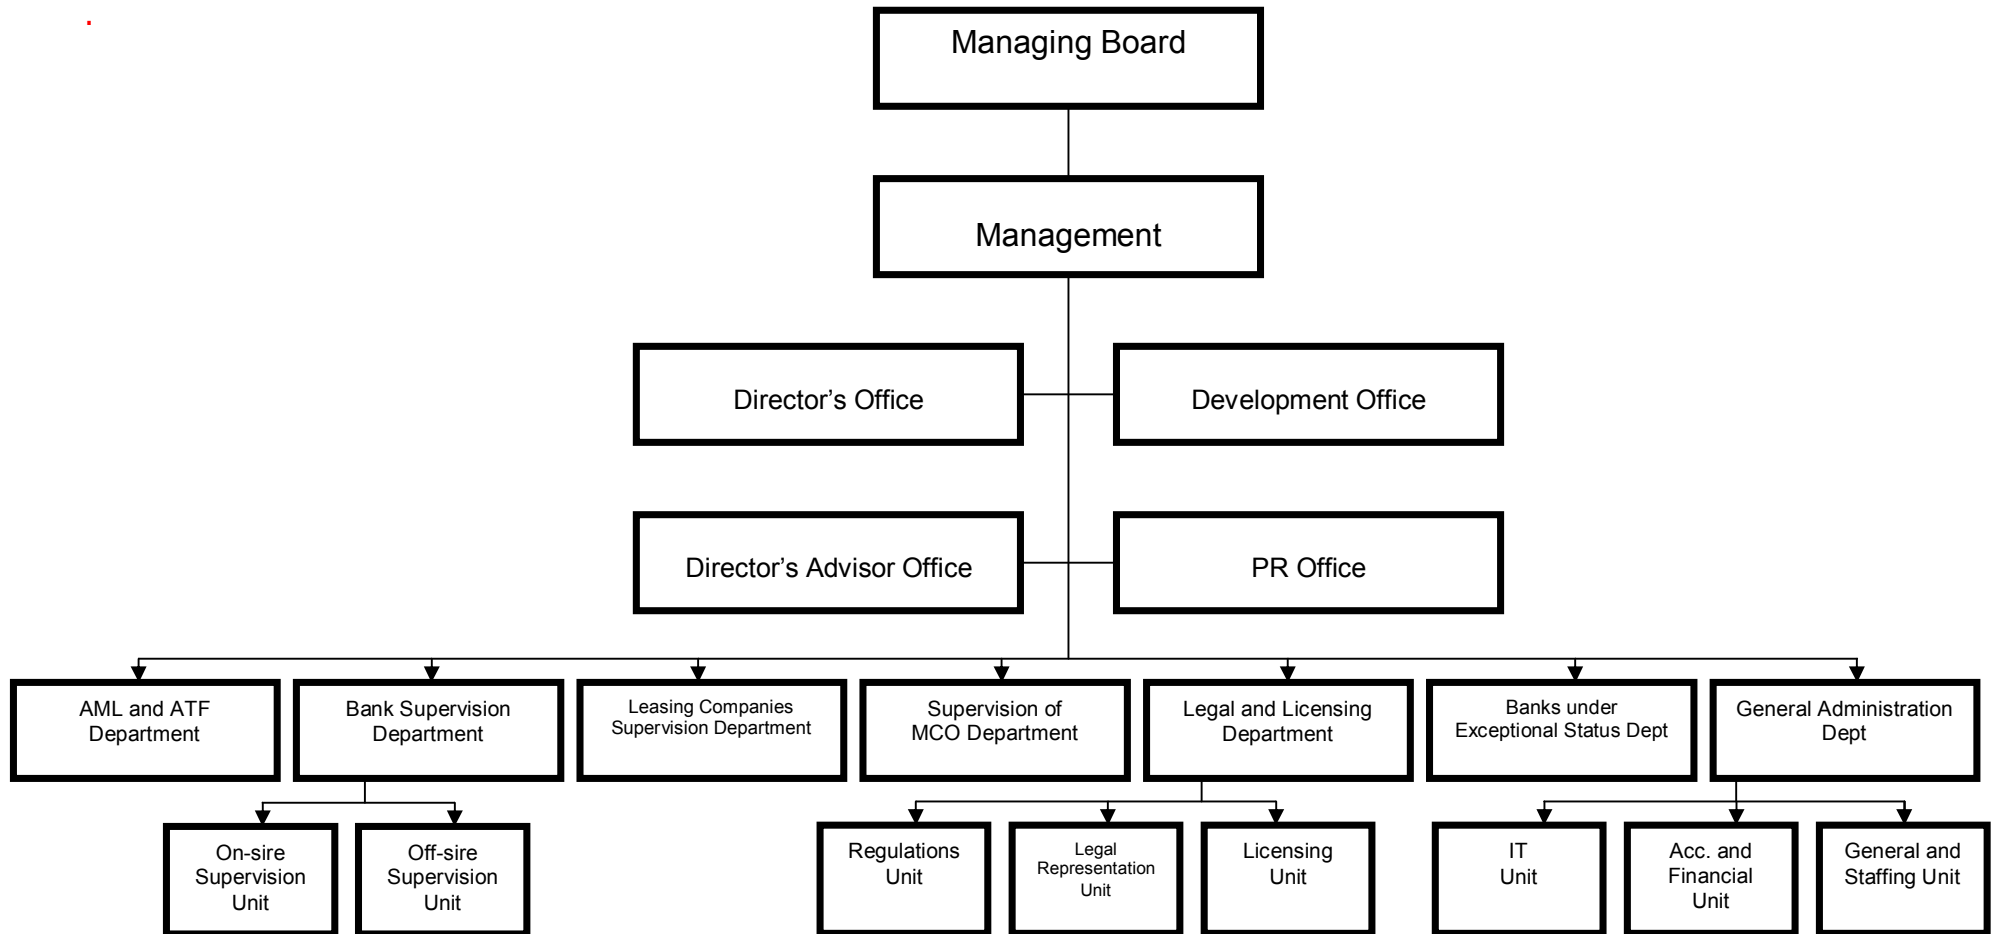 Managing Board
Management
Director’s Office
Development Office
Director’s Advisor Office
PR Office
AML and ATF
Department
Bank Supervision
Department
Leasing Companies
Supervision Department
Supervision of
MCO Department
Legal and Licensing
Department
Banks under
Exceptional Status Dept
General Administration
Dept
On-sire
Supervision
Unit
Off-sire
Supervision
Unit
Regulations
Unit
Legal
Representation
Unit
Licensing
Unit
IT
Unit
Acc. and
Financial
Unit
General and
Staffing Unit